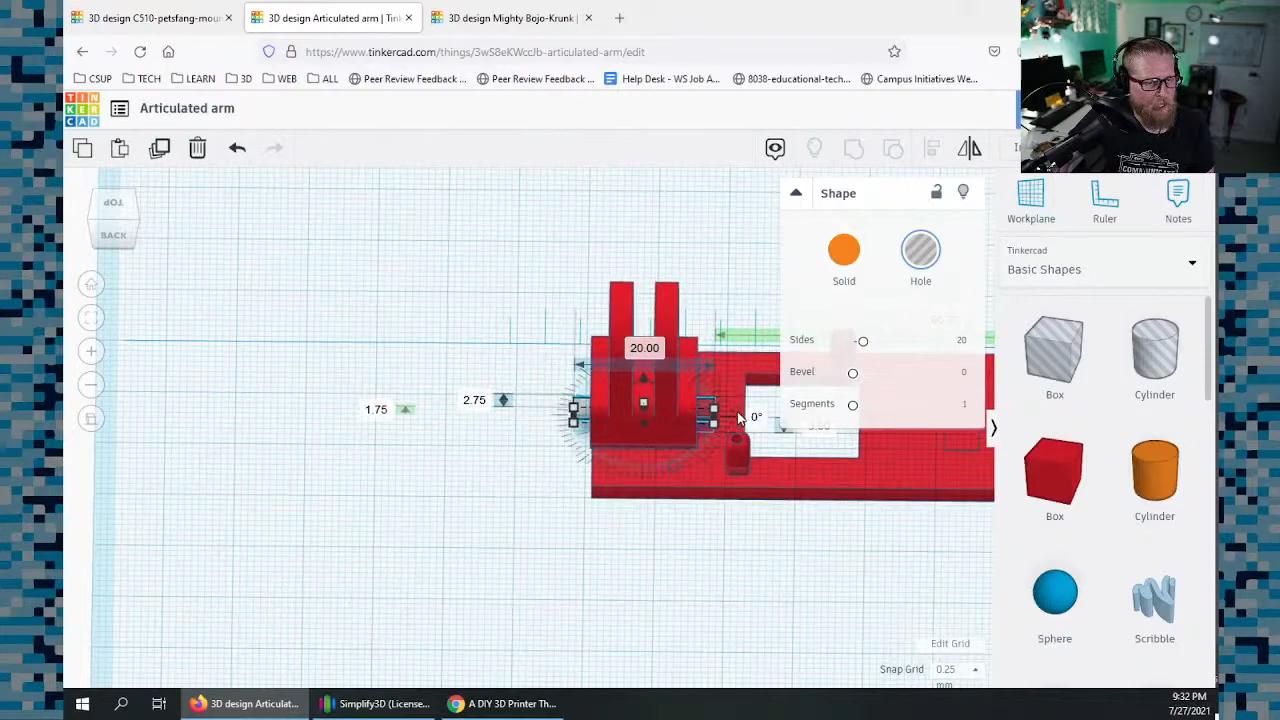 3D design C510-petsfang-moun
3D design Articulated arm | Tink
3D design Mighty Bojo-Krunk |
https://www.tinkercad.com/things/3wS8eKWccJb-articulated-arm/edit
CSUP
TECH
LEARN
3D
WEB
ALL
Peer Review Feedback ...
Peer Review Feedback ...
Help Desk - WS Job A...
8038-educational-tech...
Campus Initiatives We...
TIN
KER
CAD
Articulated arm
TOP
BACK
Shape
Solid
Hole
Sides
20
Bevel
0
Segments
1
20.00
2.75
1.75
0°
Workplane
Ruler
Notes
Tinkercad
Basic Shapes
Box
Cylinder
Box
Cylinder
Sphere
Scribble
Edit Grid
Snap Grid
0.25
mm
3D design Articulat...
Simplify3D (License...
A DIY 3D Printer Th...
9:32 PM
7/27/2021